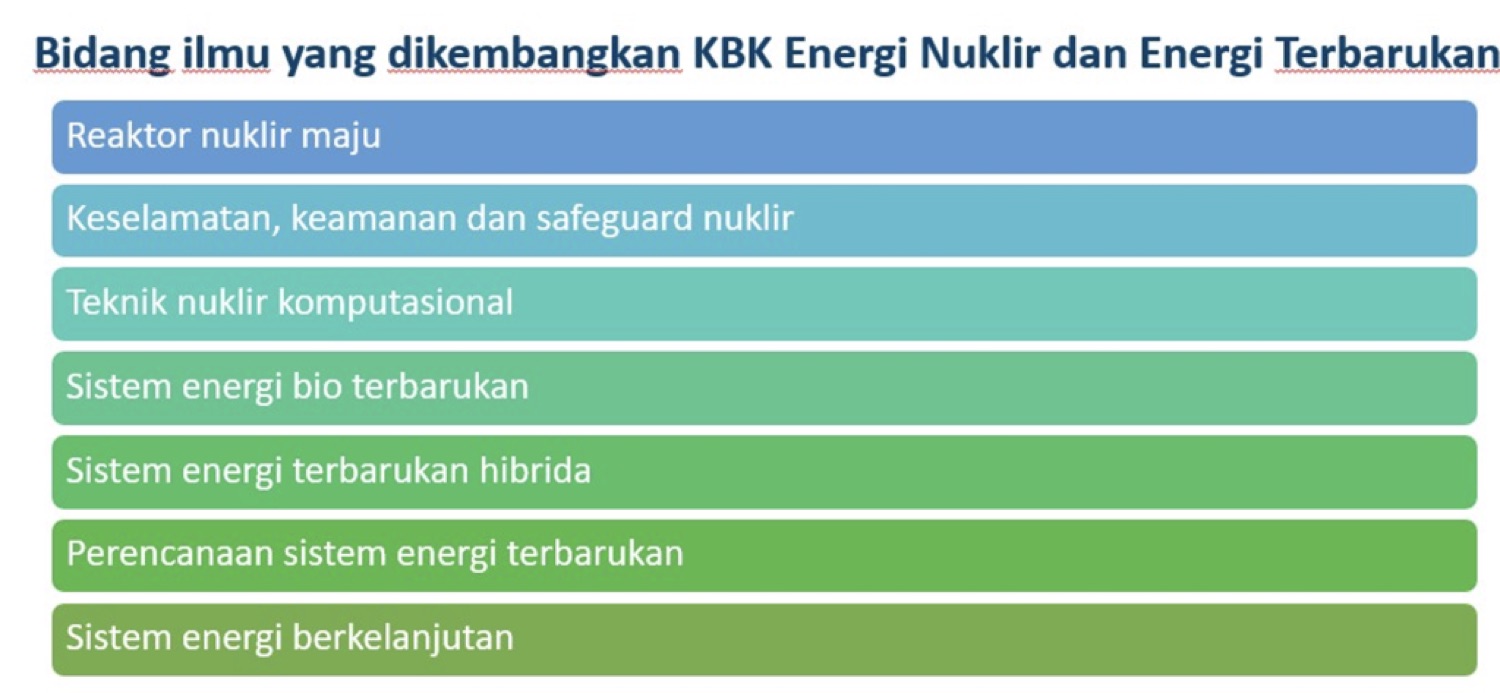 Bidang ilmu yang dikembangkan KBK Energi Nuklir dan Energi Terbarukan
Reaktor nuklir maju
Keselamatan, keamanan dan safeguard nuklir
Teknik nuklir komputasional
Sistem energi bio terbarukan
Sistem energi terbarukan hibrida
Perencanaan sistem energi terbarukan
Sistem energi berkelanjutan